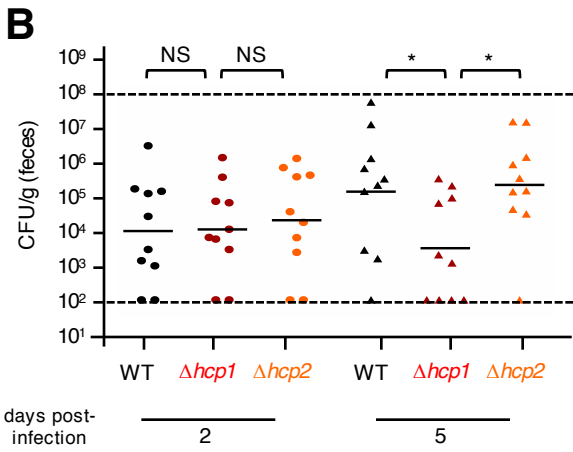 B
CFU/g (feces)
10⁹
10⁸
10⁷
10⁶
10⁵
10⁴
10³
10²
10¹
NS NS * *
WT Δhcp1 Δhcp2 WT Δhcp1 Δhcp2
days post-
infection
2 5